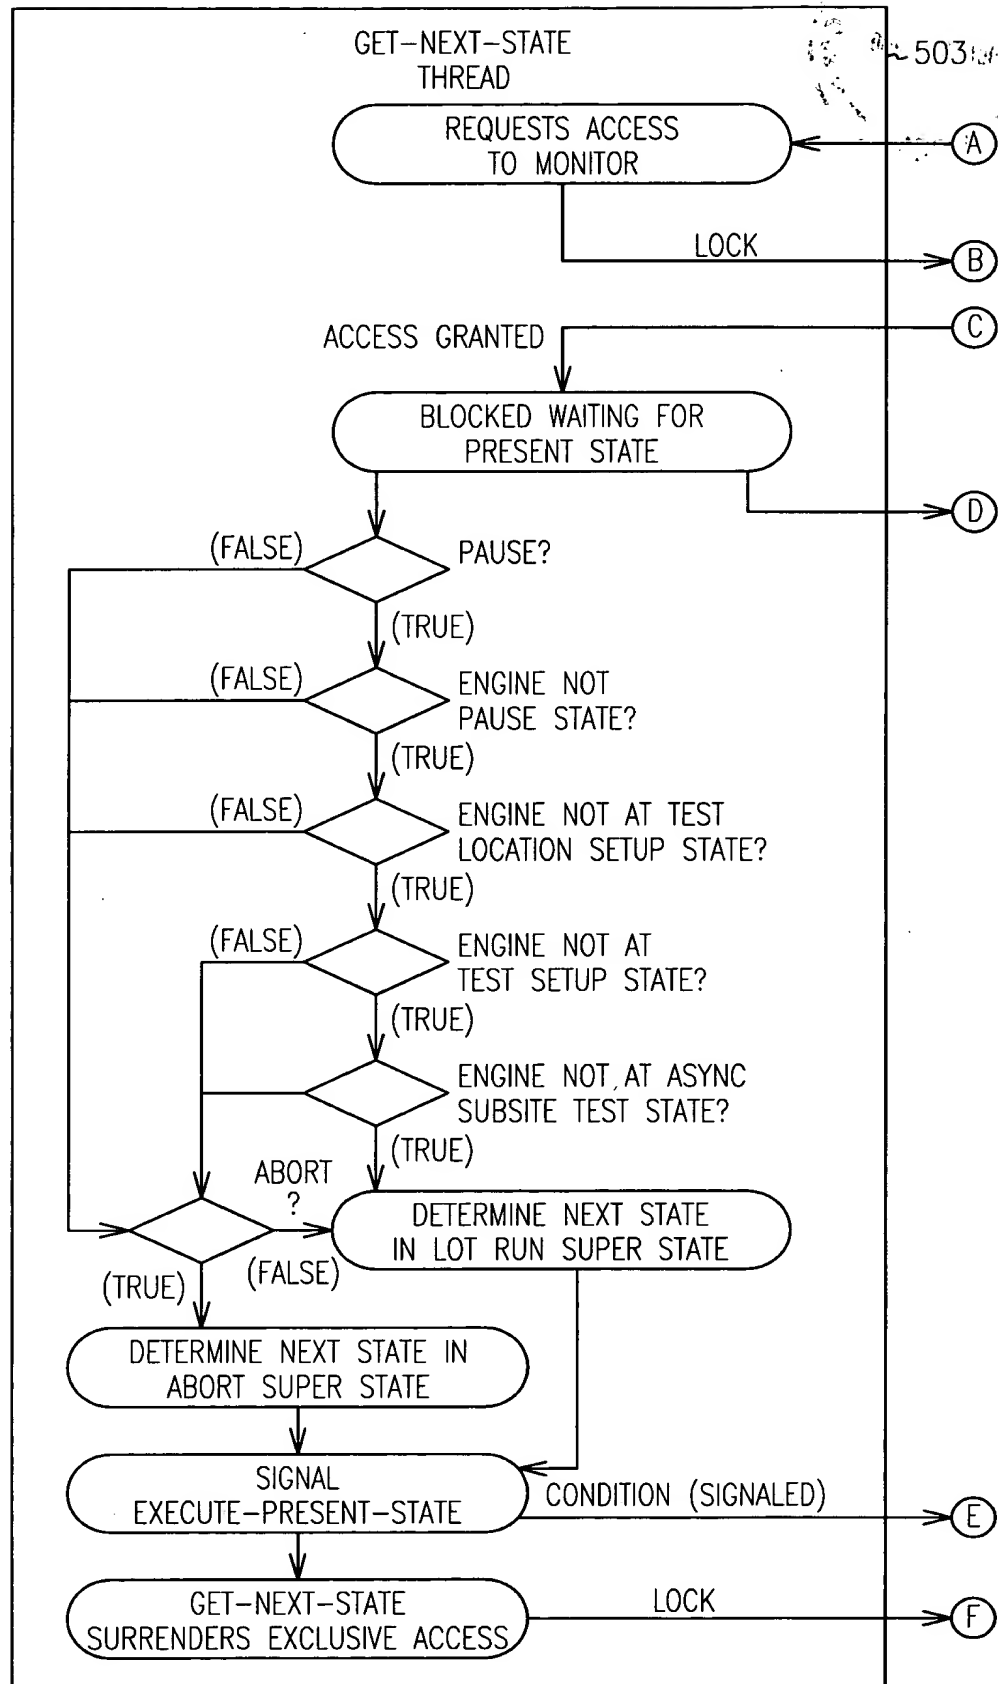 GET-NEXT-STATE
THREAD
503
REQUESTS ACCESS
TO MONITOR
A
LOCK
B
C
ACCESS GRANTED
BLOCKED WAITING FOR
PRESENT STATE
D
(FALSE)
PAUSE?
(TRUE)
(FALSE)
ENGINE NOT
PAUSE STATE?
(TRUE)
(FALSE)
ENGINE NOT AT TEST
LOCATION SETUP STATE?
(TRUE)
(FALSE)
ENGINE NOT AT
TEST SETUP STATE?
(TRUE)
ENGINE NOT AT ASYNC
SUBSITE TEST STATE?
(TRUE)
ABORT
?
DETERMINE NEXT STATE
IN LOT RUN SUPER STATE
(TRUE)
(FALSE)
DETERMINE NEXT STATE IN
ABORT SUPER STATE
SIGNAL
EXECUTE-PRESENT-STATE
CONDITION (SIGNALED)
E
GET-NEXT-STATE
SURRENDERS EXCLUSIVE ACCESS
LOCK
F